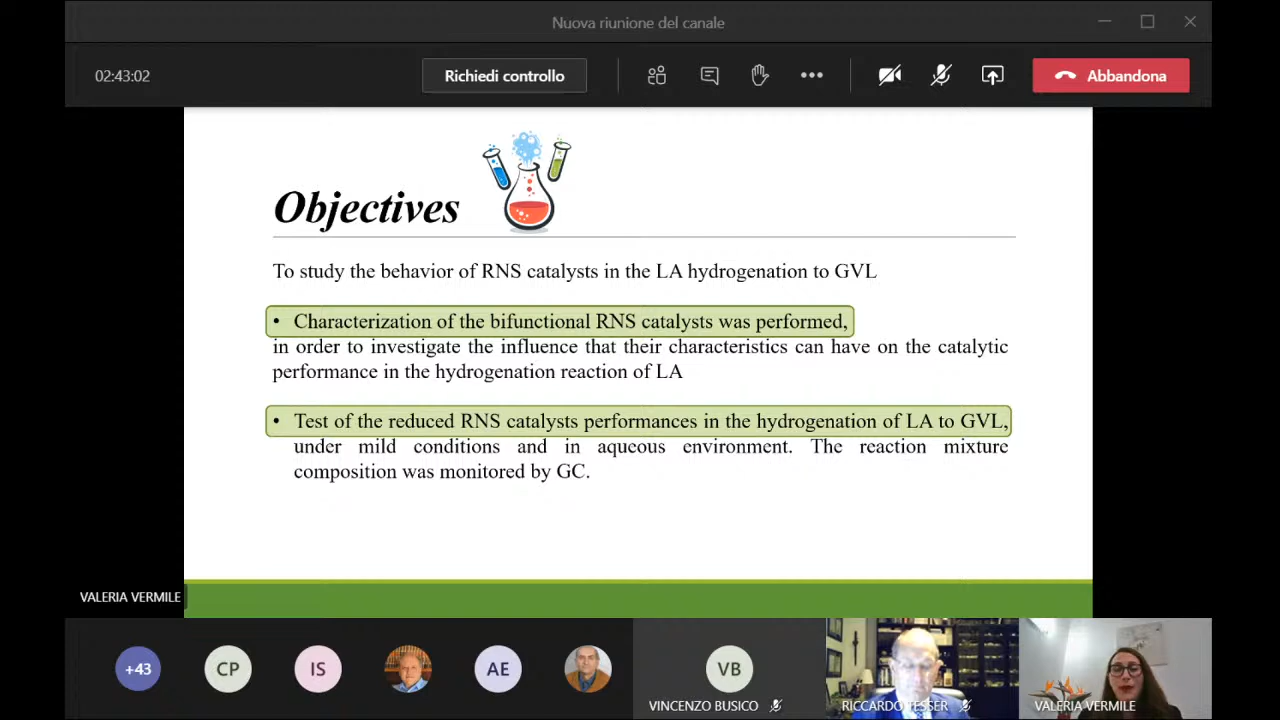 Nuova riunione del canale
02:43:02
Richiedi controllo
Abbandona
Objectives
To study the behavior of RNS catalysts in the LA hydrogenation to GVL
• Characterization of the bifunctional RNS catalysts was performed,
in order to investigate the influence that their characteristics can have on the catalytic
performance in the hydrogenation reaction of LA
• Test of the reduced RNS catalysts performances in the hydrogenation of LA to GVL,
under mild conditions and in aqueous environment. The reaction mixture
composition was monitored by GC.
VALERIA VERMILE
+43
CP
IS
AE
VB
VINCENZO BUSICO
RICCARDO TESSER
VALERIA VERMILE